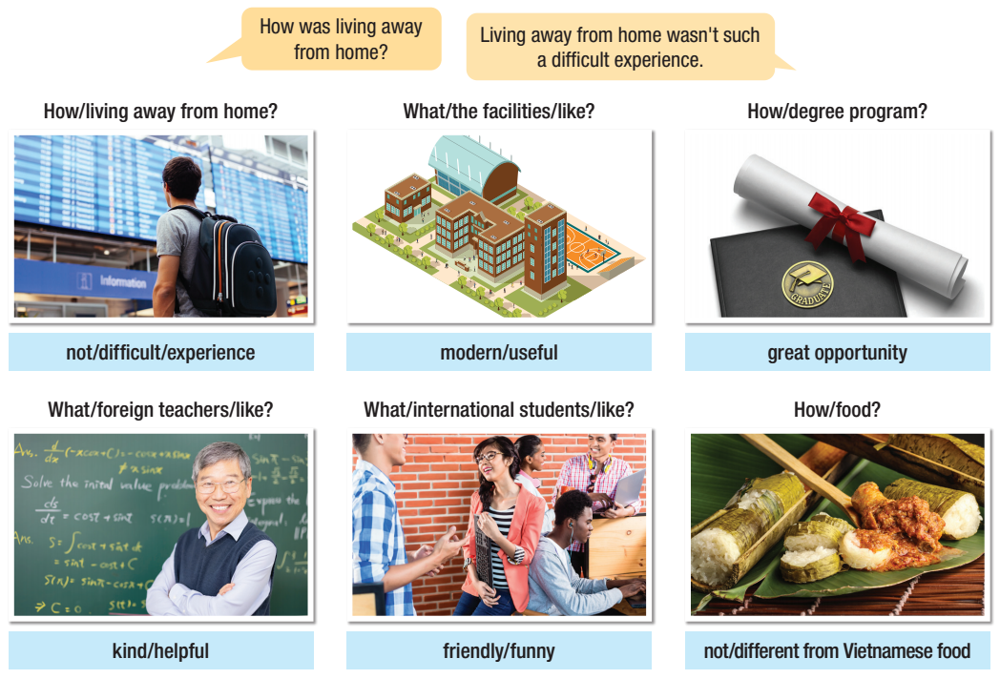 How was living away
from home?
Living away from home wasn't such
a difficult experience.
How/living away from home?
What/the facilities/like?
How/degree program?
Information
GRADUATE
not/difficult/experience
modern/useful
great opportunity
What/foreign teachers/like?
What/international students/like?
How/food?
Solve the inital value problem
kind/helpful
friendly/funny
not/different from Vietnamese food